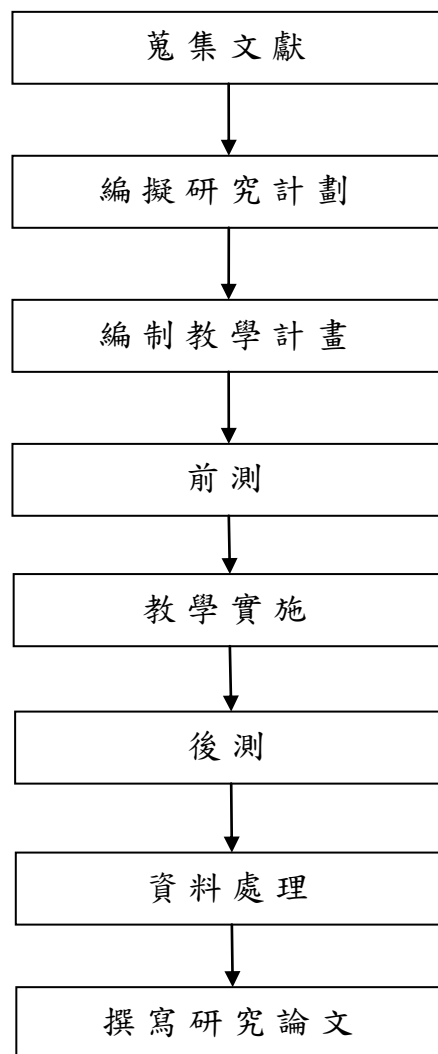 蒐集文獻
編擬研究計劃
編制教學計畫
前測
教學實施
後測
資料處理
撰寫研究論文